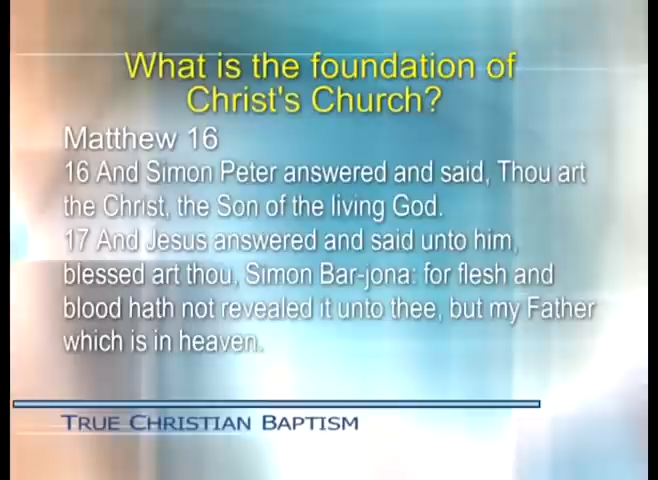 What is the foundation of
Christ's Church?
Matthew 16
16 And Simon Peter answered and said, Thou art
the Christ, the Son of the living God.
17 And Jesus answered and said unto him,
blessed art thou, Simon Bar-jona: for flesh and
blood hath not revealed it unto thee, but my Father
which is in heaven.
TRUE CHRISTIAN BAPTISM